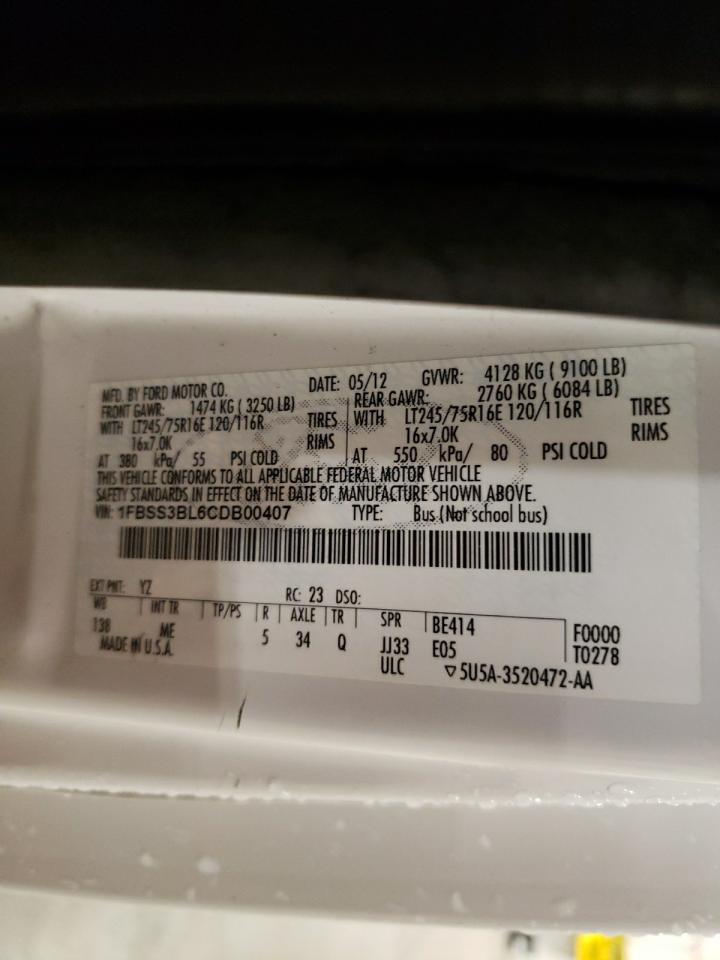 MFD. BY FORD MOTOR CO. DATE: 05/12 GVWR: 4128 KG ( 9100 LB)
FRONT GAWR: 1474 KG ( 3250 LB) REAR GAWR: 2760 KG ( 6084 LB)
WITH LT245/75R16E 120/116R TIRES WITH LT245/75R16E 120/116R TIRES
16x7.0K RIMS 16x7.0K RIMS
AT 380 kPa/ 55 PSI COLD AT 550 kPa/ 80 PSI COLD
THIS VEHICLE CONFORMS TO ALL APPLICABLE FEDERAL MOTOR VEHICLE
SAFETY STANDARDS IN EFFECT ON THE DATE OF MANUFACTURE SHOWN ABOVE.
VIN: 1FBSS3BL6CDB00407 TYPE: Bus (Not school bus)
EXT PNT: YZ RC: 23 DSO:
WB INT TR TP/PS R AXLE TR SPR BE414 F0000
138 ME 5 34 Q JJ33 E05 T0278
MADE IN U.S.A. ULC ▽5U5A-3520472-AA